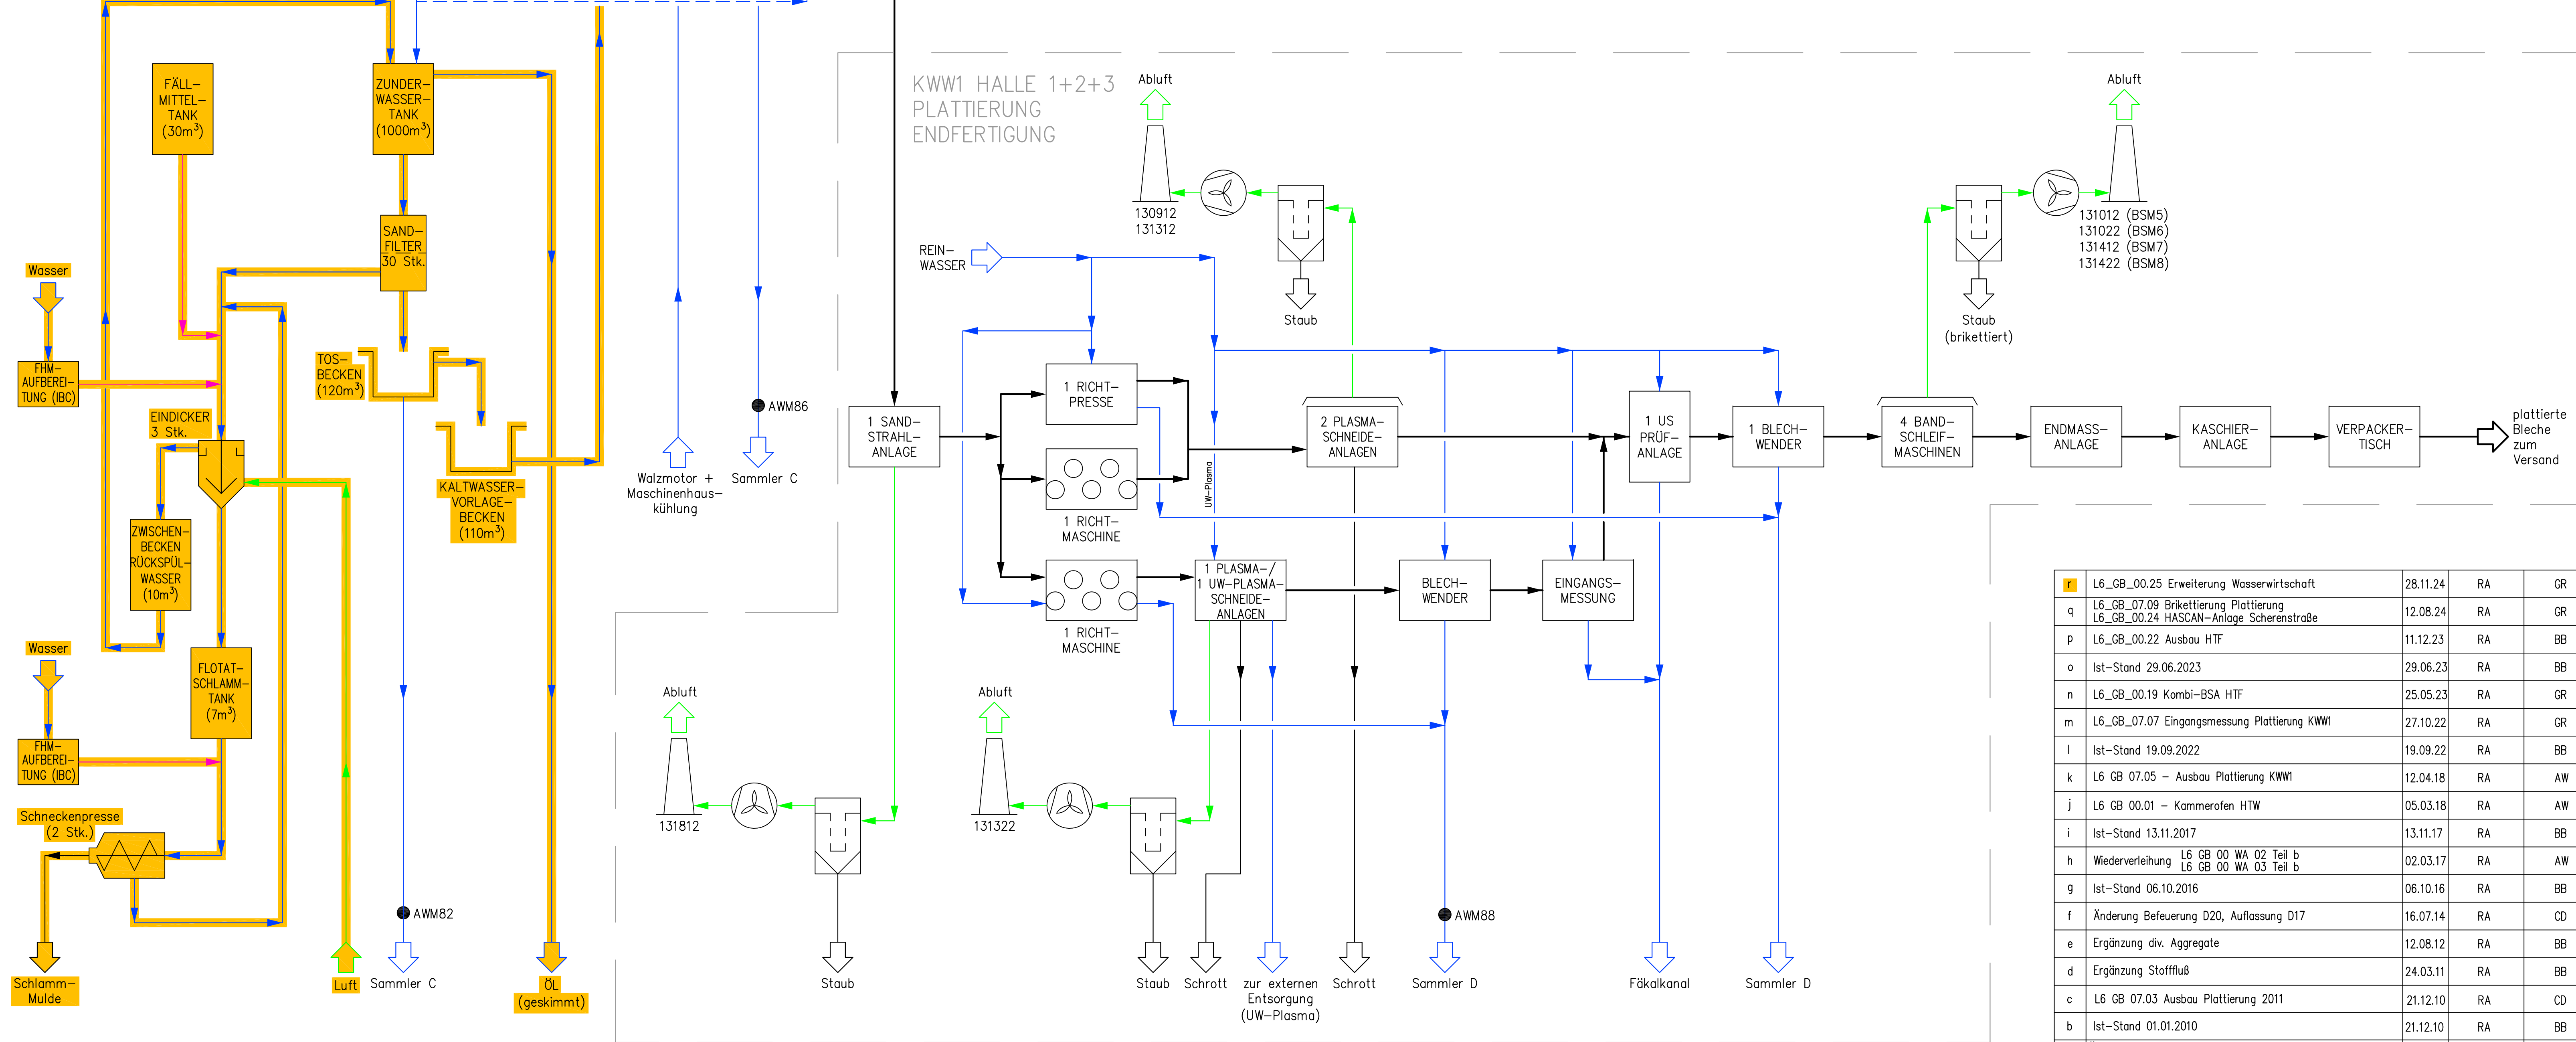 FÄLL-
MITTEL-
TANK
(30m³)
ZUNDER-
WASSER-
TANK
(1000m³)
SAND-
FILTER
30 Stk.
Wasser
FHM-
AUFBEREI-
TUNG (IBC)
TOS-
BECKEN
(120m³)
EINDICKER
3 Stk.
KALTWASSER-
VORLAGE-
BECKEN
(110m³)
ZWISCHEN-
BECKEN
RÜCKSPÜL-
WASSER
(10m³)
Wasser
FLOTAT-
SCHLAMM-
TANK
(7m³)
FHM-
AUFBEREI-
TUNG (IBC)
Schneckenpresse
(2 Stk.)
Schlamm-
Mulde
Luft
AWM82
Sammler C
ÖL
(geskimmt)
Walzmotor +
Maschinenhaus-
kühlung
AWM86
Sammler C
KWW1 HALLE 1+2+3
PLATTIERUNG
ENDFERTIGUNG
Abluft
130912
131312
Staub
REIN-
WASSER
Abluft
131012 (BSM5)
131022 (BSM6)
131412 (BSM7)
131422 (BSM8)
Staub
(brikettiert)
1 SAND-
STRAHL-
ANLAGE
1 RICHT-
PRESSE
1 RICHT-
MASCHINE
1 RICHT-
MASCHINE
UW-Plasma
2 PLASMA-
SCHNEIDE-
ANLAGEN
1 US
PRÜF-
ANLAGE
1 BLECH-
WENDER
4 BAND-
SCHLEIF-
MASCHINEN
ENDMASS-
ANLAGE
KASCHIER-
ANLAGE
VERPACKER-
TISCH
plattierte
Bleche
zum
Versand
1 PLASMA-/
1 UW-PLASMA-
SCHNEIDE-
ANLAGEN
BLECH-
WENDER
EINGANGS-
MESSUNG
Abluft
131812
Staub
Abluft
131322
Staub
Schrott
zur externen
Entsorgung
(UW-Plasma)
Schrott
AWM88
Sammler D
Fäkalkanal
Sammler D
r L6_GB_00.25 Erweiterung Wasserwirtschaft 28.11.24 RA GR
q L6_GB_07.09 Brikettierung Plattierung
L6_GB_00.24 HASCAN-Anlage Scherenstraße 12.08.24 RA GR
p L6_GB_00.22 Ausbau HTF 11.12.23 RA BB
o Ist-Stand 29.06.2023 29.06.23 RA BB
n L6_GB_00.19 Kombi-BSA HTF 25.05.23 RA GR
m L6_GB_07.07 Eingangsmessung Plattierung KWW1 27.10.22 RA GR
l Ist-Stand 19.09.2022 19.09.22 RA BB
k L6 GB 07.05 - Ausbau Plattierung KWW1 12.04.18 RA AW
j L6 GB 00.01 - Kammerofen HTW 05.03.18 RA AW
i Ist-Stand 13.11.2017 13.11.17 RA BB
h Wiederverleihung L6 GB 00 WA 02 Teil b
L6 GB 00 WA 03 Teil b 02.03.17 RA AW
g Ist-Stand 06.10.2016 06.10.16 RA BB
f Änderung Befeuerung D20, Auflassung D17 16.07.14 RA CD
e Ergänzung div. Aggregate 12.08.12 RA BB
d Ergänzung Stofffluß 24.03.11 RA BB
c L6 GB 07.03 Ausbau Plattierung 2011 21.12.10 RA CD
b Ist-Stand 01.01.2010 21.12.10 RA BB